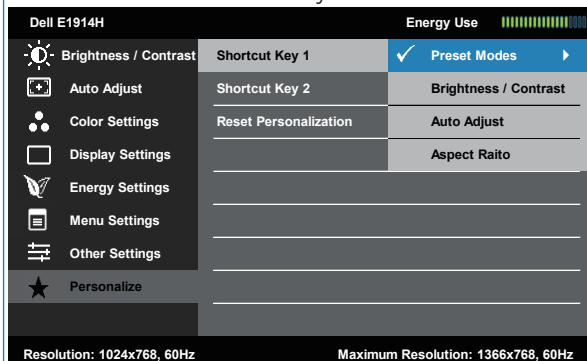 Dell E1914H Energy Use
Brightness / Contrast Shortcut Key 1 Preset Modes
Auto Adjust Shortcut Key 2 Brightness / Contrast
Color Settings Reset Personalization Auto Adjust
Display Settings Aspect Raito
Energy Settings
Menu Settings
Other Settings
Personalize
Resolution: 1024x768, 60Hz Maximum Resolution: 1366x768, 60Hz